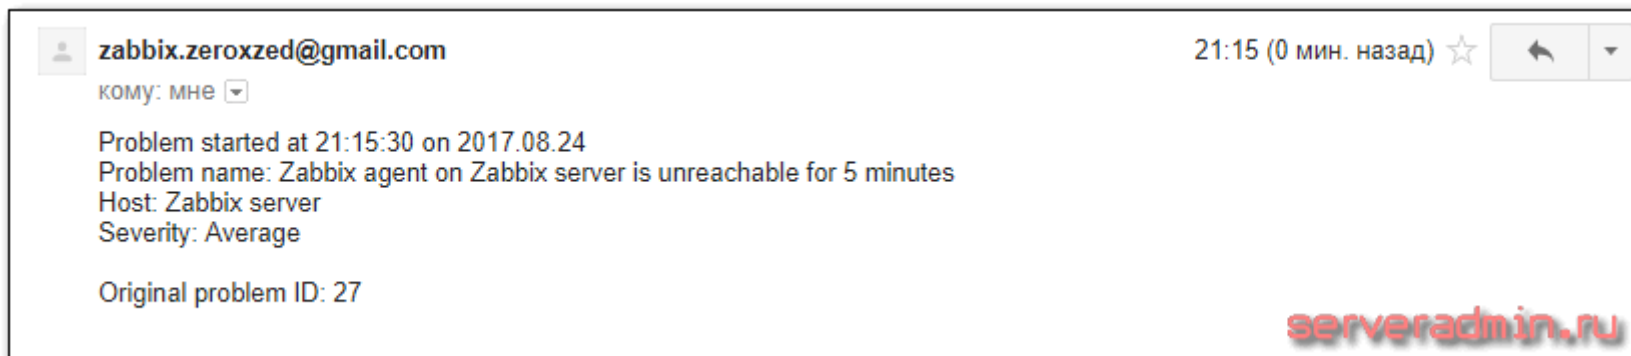 zabbix.zeroxzed@gmail.com
21:15 (0 мин. назад)
кому: мне
Problem started at 21:15:30 on 2017.08.24
Problem name: Zabbix agent on Zabbix server is unreachable for 5 minutes
Host: Zabbix server
Severity: Average
Original problem ID: 27
serveradmin.ru